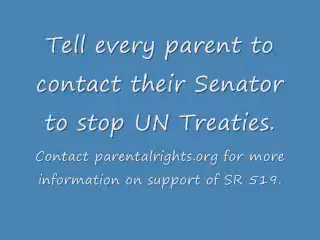 Tell every parent to
contact their Senator
to stop UN Treaties.
Contact parentalrights.org for more
information on support of SR 519.